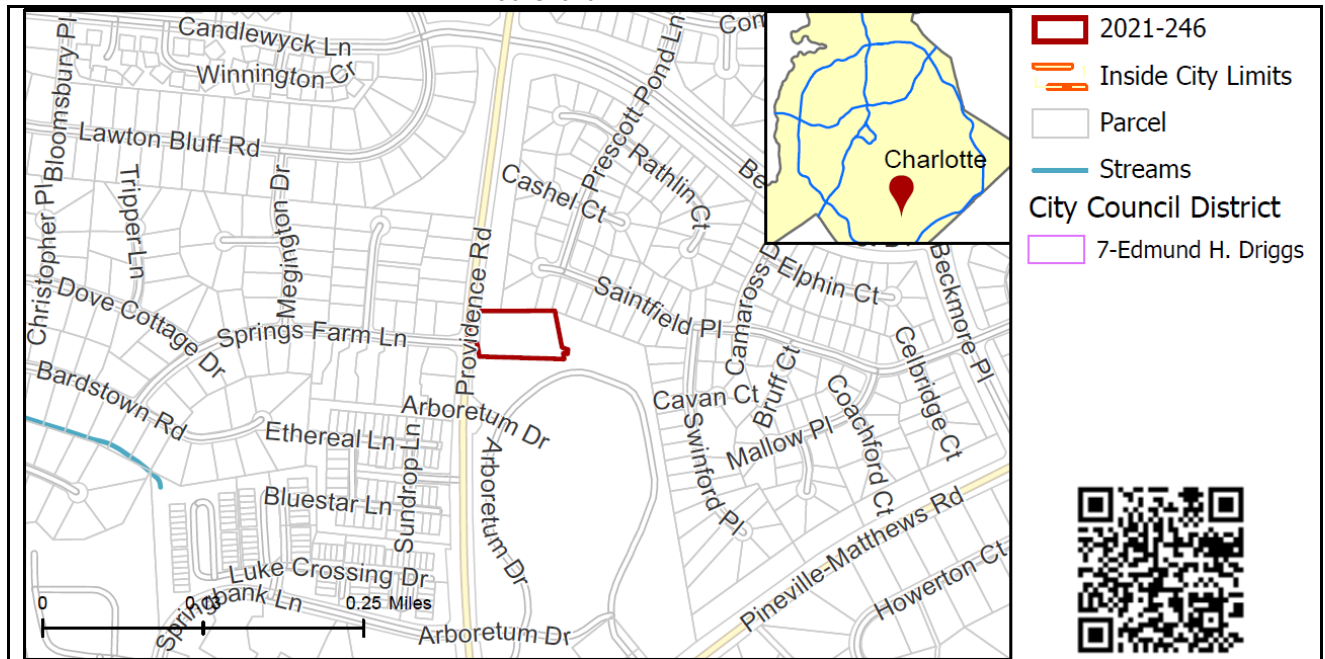 Candlewyck Ln
Winnington Cr
Bloomsbury Pl
Lawton Bluff Rd
Christopher Pl
Tripper Ln
Megington Dr
Dove Cottage Dr
Springs Farm Ln
Bardstown Rd
Providence Rd
Prescott Pond Ln
Con
Cashel Ct
Rathlin Ct
Be
Saintfield Pl
Camaross D
Elphin Ct
Beckmore Pl
Celbridge Ct
Cavan Ct
Bruff Ct
Coachford Ct
Mallow Pl
Swinford Pl
Arboretum Dr
Ethereal Ln
Sundrop Ln
Bluestar Ln
Arboretum Dr
Luke Crossing Dr
Springbank Ln
Arboretum Dr
Pineville-Matthews Rd
Howerton Ct
0
0.25 Miles
Charlotte
2021-246
Inside City Limits
Parcel
Streams
City Council District
7-Edmund H. Driggs